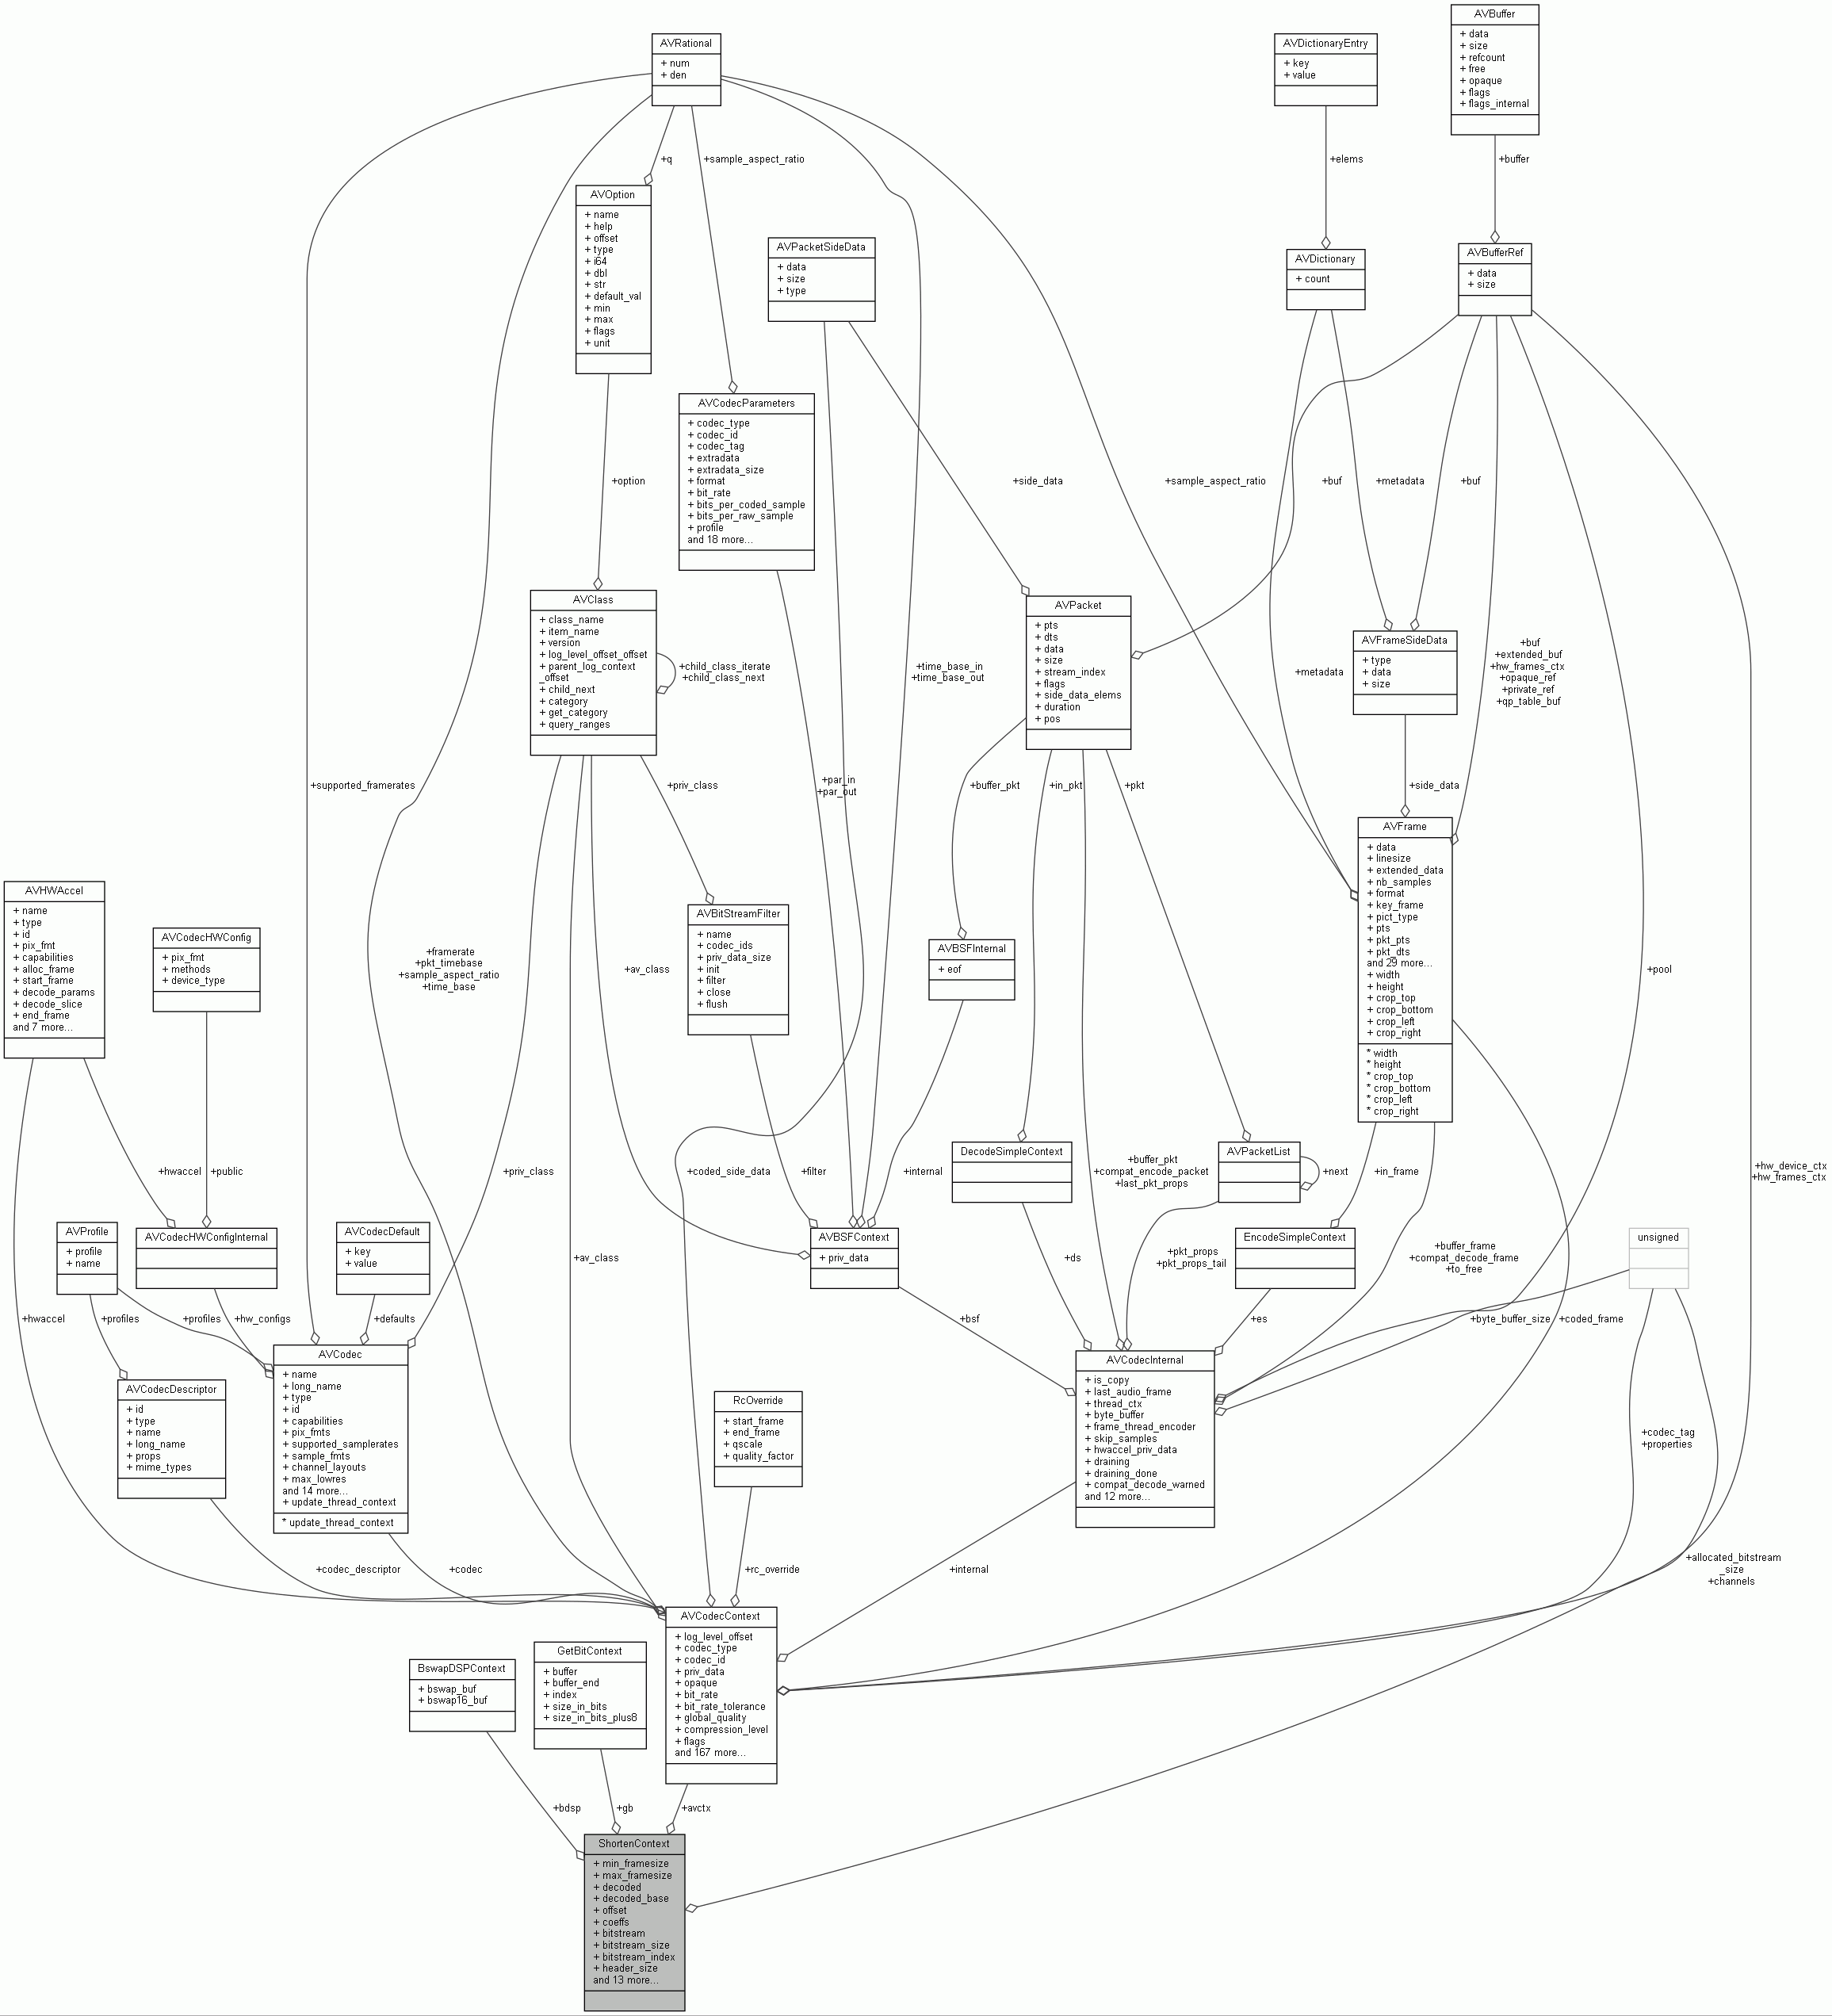 AVBuffer
+ data
+ size
+ refcount
+ free
+ opaque
+ flags
+ flags_internal
AVRational
+ num
+ den
AVDictionaryEntry
+ key
+ value
+q
+sample_aspect_ratio
+elems
+buffer
AVOption
+ name
+ help
+ offset
+ type
+ i64
+ dbl
+ str
+ default_val
+ min
+ max
+ flags
+ unit
AVPacketSideData
+ data
+ size
+ type
AVDictionary
+ count
AVBufferRef
+ data
+ size
AVCodecParameters
+ codec_type
+ codec_id
+ codec_tag
+ extradata
+ extradata_size
+ format
+ bit_rate
+ bits_per_coded_sample
+ bits_per_raw_sample
+ profile
and 18 more...
+option
+side_data
+sample_aspect_ratio
+buf
+metadata
+buf
AVClass
+ class_name
+ item_name
+ version
+ log_level_offset_offset
+ parent_log_context
_offset
+ child_next
+ category
+ get_category
+ query_ranges
+child_class_iterate
+child_class_next
+time_base_in
+time_base_out
AVPacket
+ pts
+ dts
+ data
+ size
+ stream_index
+ flags
+ side_data_elems
+ duration
+ pos
+metadata
AVFrameSideData
+ type
+ data
+ size
+buf
+extended_buf
+hw_frames_ctx
+opaque_ref
+private_ref
+qp_table_buf
+supported_framerates
+priv_class
+par_in
+par_out
+buffer_pkt
+in_pkt
+pkt
+side_data
AVFrame
+ data
+ linesize
+ extended_data
+ nb_samples
+ format
+ key_frame
+ pict_type
+ pts
+ pkt_pts
+ pkt_dts
and 29 more...
+ width
+ height
+ crop_top
+ crop_bottom
+ crop_left
+ crop_right
* width
* height
* crop_top
* crop_bottom
* crop_left
* crop_right
AVHWAccel
+ name
+ type
+ id
+ pix_fmt
+ capabilities
+ alloc_frame
+ start_frame
+ decode_params
+ decode_slice
+ end_frame
and 7 more...
AVCodecHWConfig
+ pix_fmt
+ methods
+ device_type
+framerate
+pkt_timebase
+sample_aspect_ratio
+time_base
+av_class
AVBitStreamFilter
+ name
+ codec_ids
+ priv_data_size
+ init
+ filter
+ close
+ flush
AVBSFInternal
+ eof
+pool
+hwaccel
+public
+priv_class
+coded_side_data
+filter
+internal
DecodeSimpleContext
+buffer_pkt
+compat_encode_packet
+last_pkt_props
AVPacketList
+next
+in_frame
+hw_device_ctx
+hw_frames_ctx
AVProfile
+ profile
+ name
AVCodecHWConfigInternal
AVCodecDefault
+ key
+ value
+av_class
AVBSFContext
+ priv_data
+ds
+pkt_props
+pkt_props_tail
EncodeSimpleContext
+buffer_frame
+compat_decode_frame
+to_free
unsigned
+hwaccel
+profiles
+profiles
+hw_configs
+defaults
+bsf
+es
+byte_buffer_size
+coded_frame
AVCodecDescriptor
+ id
+ type
+ name
+ long_name
+ props
+ mime_types
AVCodec
+ name
+ long_name
+ type
+ id
+ capabilities
+ pix_fmts
+ supported_samplerates
+ sample_fmts
+ channel_layouts
+ max_lowres
and 14 more...
+ update_thread_context
* update_thread_context
RcOverride
+ start_frame
+ end_frame
+ qscale
+ quality_factor
AVCodecInternal
+ is_copy
+ last_audio_frame
+ thread_ctx
+ byte_buffer
+ frame_thread_encoder
+ skip_samples
+ hwaccel_priv_data
+ draining
+ draining_done
+ compat_decode_warned
and 12 more...
+codec_tag
+properties
+codec_descriptor
+codec
+rc_override
+internal
+allocated_bitstream
_size
+channels
AVCodecContext
+ log_level_offset
+ codec_type
+ codec_id
+ priv_data
+ opaque
+ bit_rate
+ bit_rate_tolerance
+ global_quality
+ compression_level
+ flags
and 167 more...
BswapDSPContext
+ bswap_buf
+ bswap16_buf
GetBitContext
+ buffer
+ buffer_end
+ index
+ size_in_bits
+ size_in_bits_plus8
+bdsp
+gb
+avctx
ShortenContext
+ min_framesize
+ max_framesize
+ decoded
+ decoded_base
+ offset
+ coeffs
+ bitstream
+ bitstream_size
+ bitstream_index
+ header_size
and 13 more...